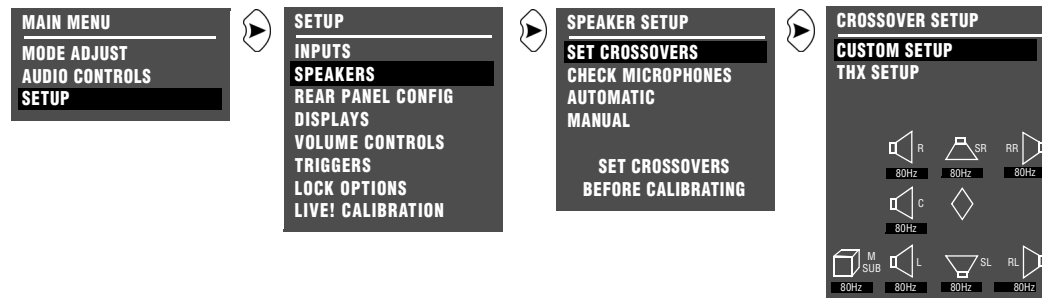 MAIN MENU
MODE ADJUST
AUDIO CONTROLS
SETUP
SETUP
INPUTS
SPEAKERS
REAR PANEL CONFIG
DISPLAYS
VOLUME CONTROLS
TRIGGERS
LOCK OPTIONS
LIVE! CALIBRATION
SPEAKER SETUP
SET CROSSOVERS
CHECK MICROPHONES
AUTOMATIC
MANUAL
SET CROSSOVERS
BEFORE CALIBRATING
CROSSOVER SETUP
CUSTOM SETUP
THX SETUP
R SR RR
80Hz 80Hz 80Hz
C
80Hz
M
SUB L SL RL
80Hz 80Hz 80Hz 80Hz